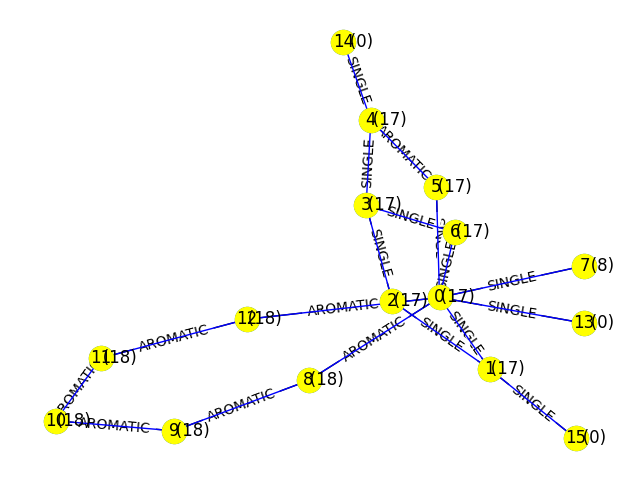 14(0)
SINGLE
4(17)
AROMATIC
SINGLE
5(17)
3(17)
SINGLE
6(17)
SINGLE
SINGLE
7(8)
SINGLE
2(17)
0(17)
AROMATIC
12(18)
SINGLE
13(0)
AROMATIC
SINGLE
SINGLE
AROMATIC
11(18)
1(17)
8(18)
AROMATIC
SINGLE
10(18)
AROMATIC
9(18)
15(0)